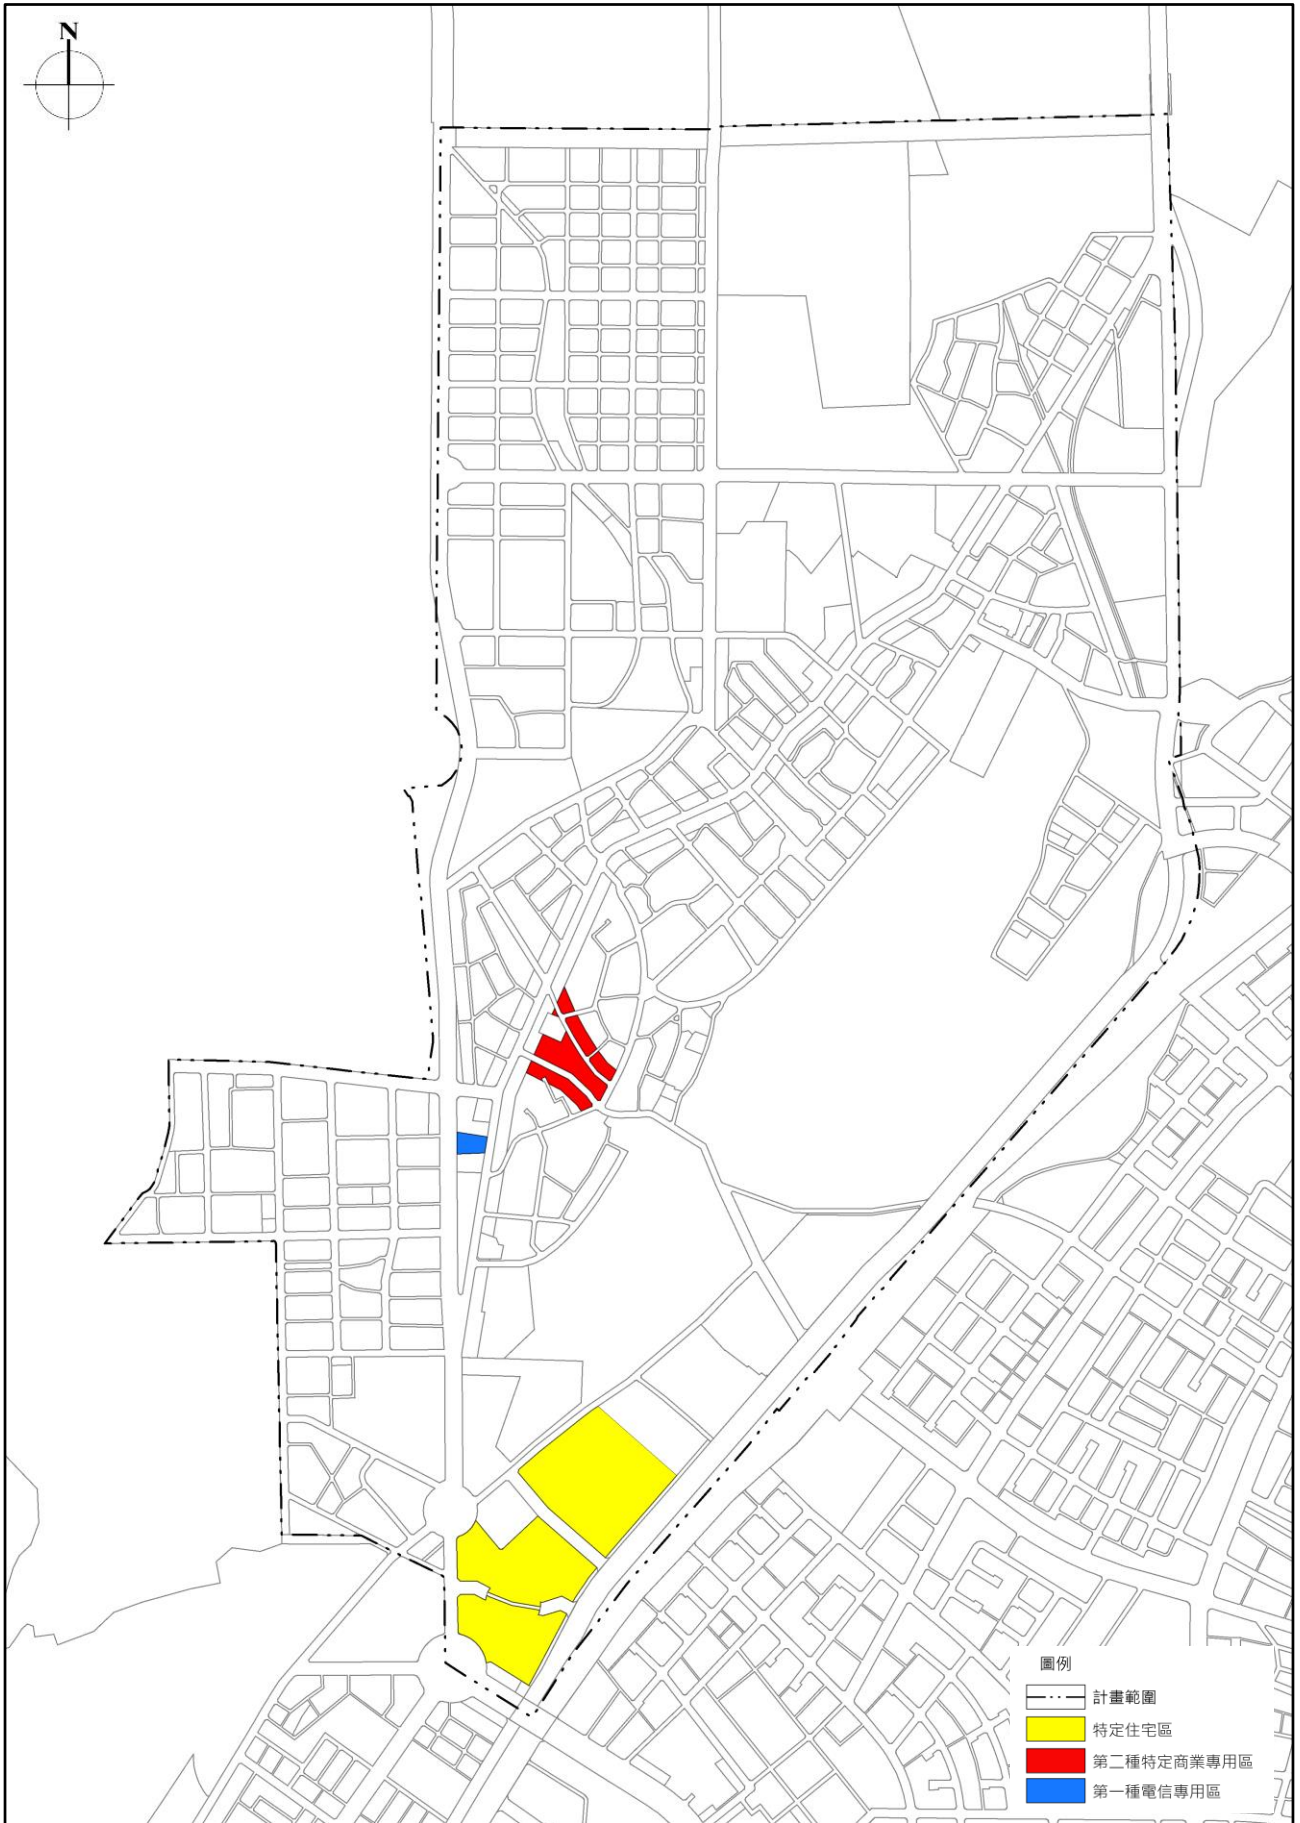 N
圖例
計畫範圍
特定住宅區
第二種特定商業專用區
第一種電信專用區